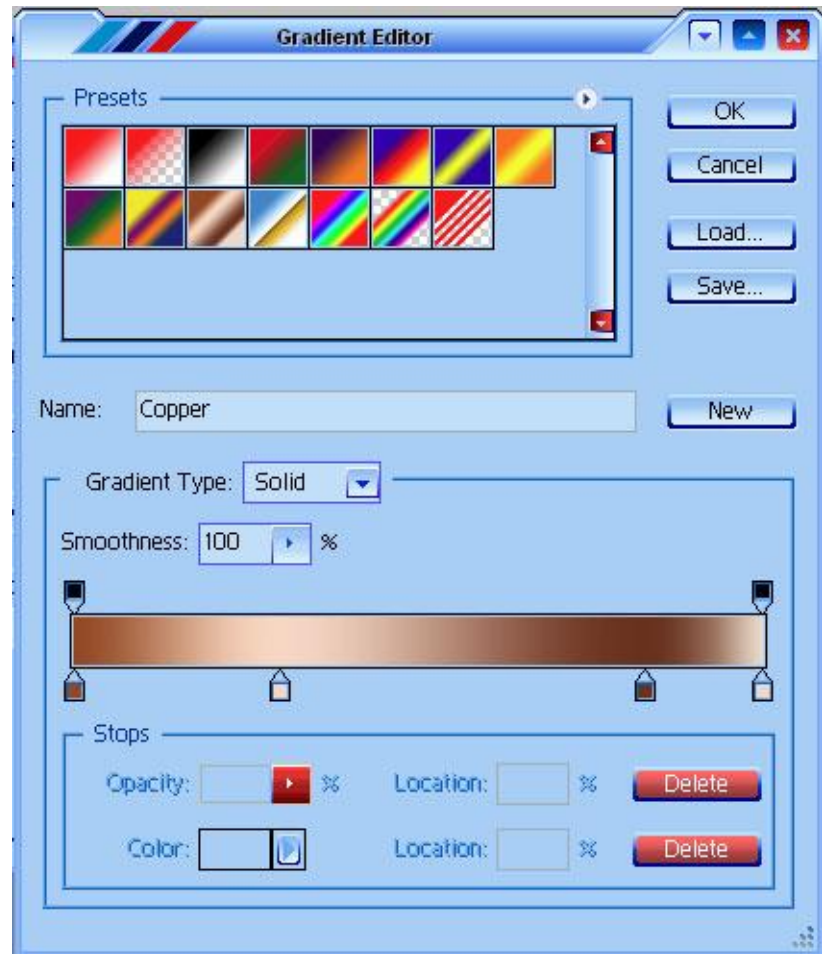 Gradient Editor
Presets
OK
Cancel
Load...
Save...
Name: Copper
New
Gradient Type: Solid
Smoothness: 100 %
Stops
Opacity: % Location: % Delete
Color: Location: % Delete